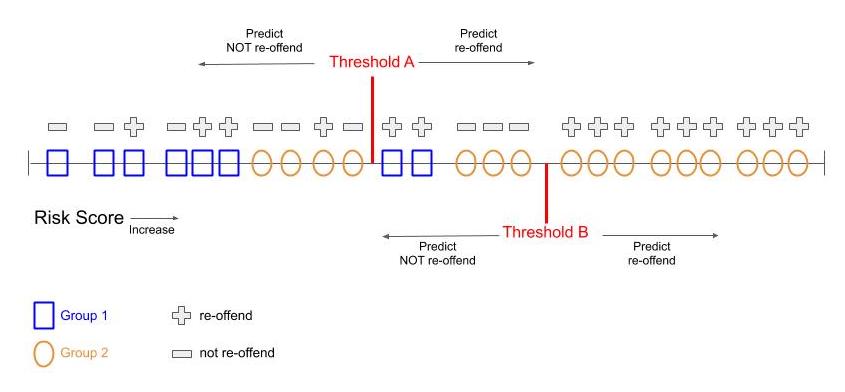 Predict
NOT re-offend
Predict
re-offend
Threshold A
Risk Score
Increase
Threshold B
Predict
NOT re-offend
Predict
re-offend
Group 1
re-offend
Group 2
not re-offend